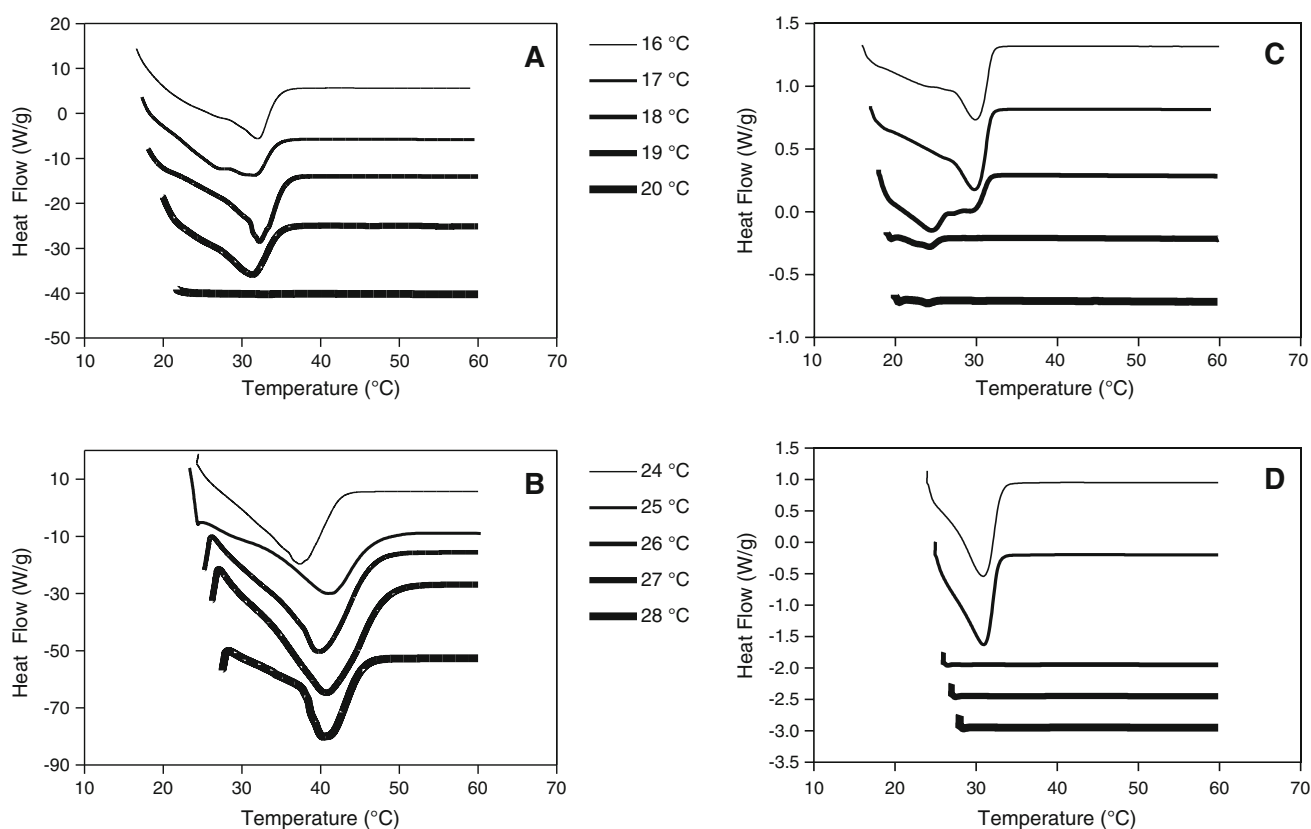 A
20
10
0
-10
-20
-30
-40
-50
10 20 30 40 50 60 70
Heat Flow (W/g)
Temperature (°C)
16 °C
17 °C
18 °C
19 °C
20 °C
C
1.5
1.0
0.5
0.0
-0.5
-1.0
10 20 30 40 50 60 70
Heat Flow (W/g)
Temperature (°C)
B
10
-10
-30
-50
-70
-90
10 20 30 40 50 60 70
Heat Flow (W/g)
Temperature (°C)
24 °C
25 °C
26 °C
27 °C
28 °C
D
1.5
1.0
0.5
0.0
-0.5
-1.0
-1.5
-2.0
-2.5
-3.0
-3.5
10 20 30 40 50 60 70
Heat Flow (W/g)
Temperature (°C)